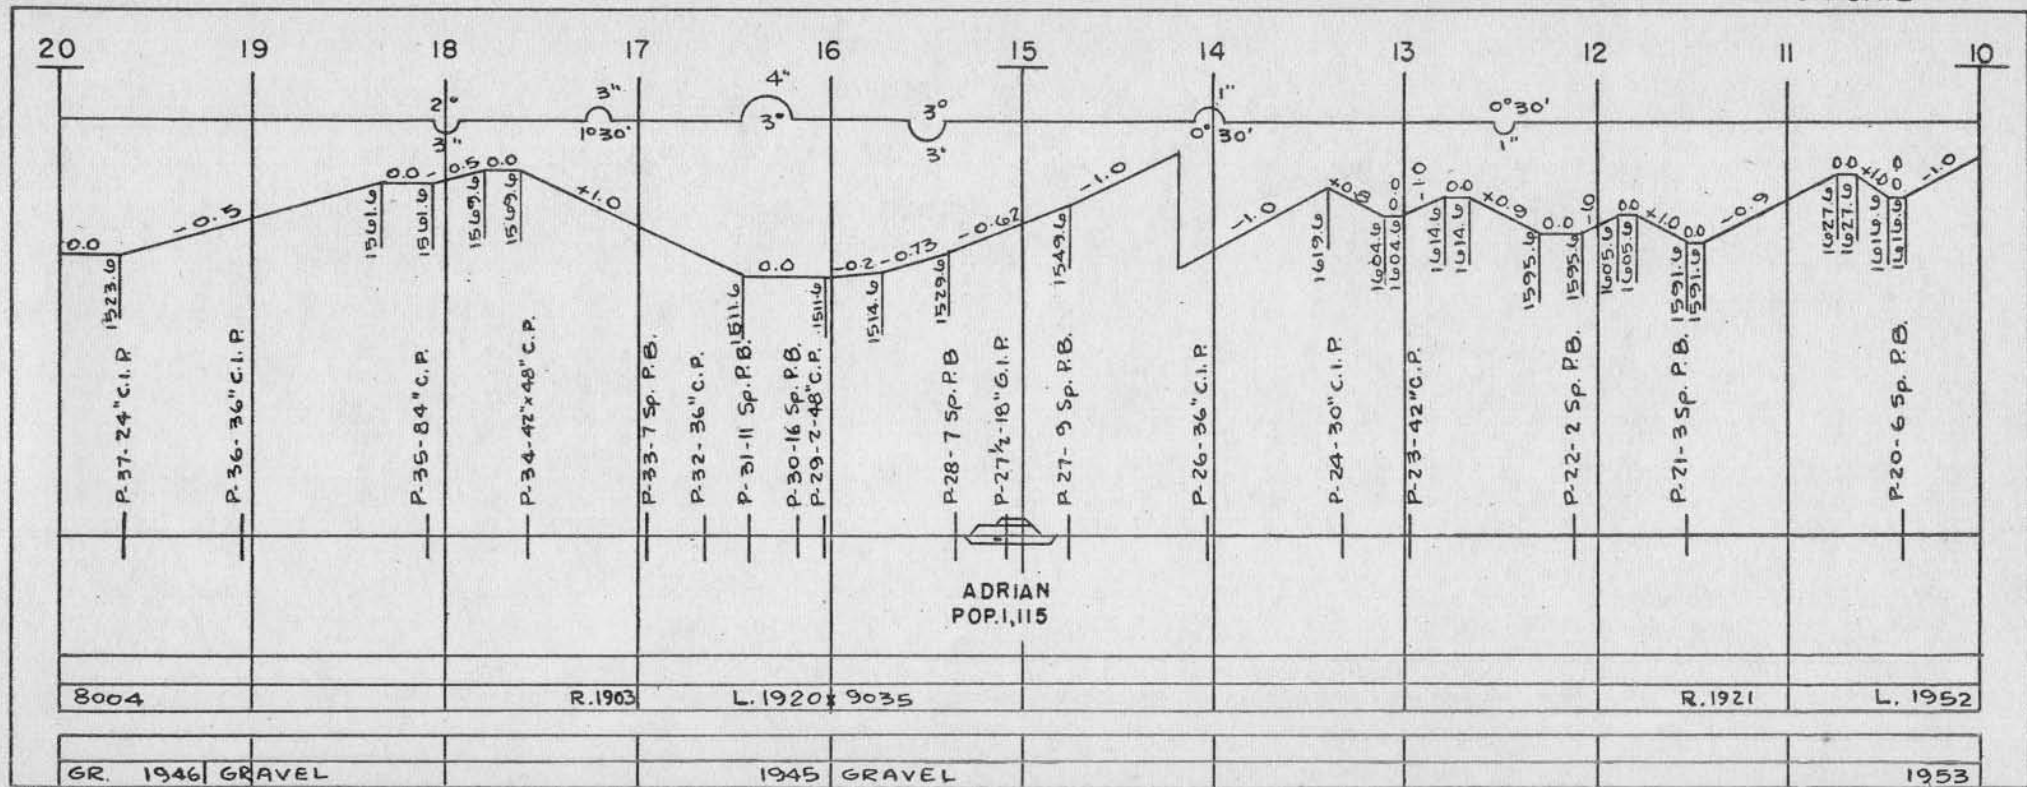 20 19 18 17 16 15 14 13 12 11 10
2° 3" 4" 3° 1" 0°30'
3" 1°30' 3° 3" 0°30' 1"
0.0 -0.5 0.0 -0.5 0.0 +1.0 0.0 -0.2 -0.73 -0.62 -1.0 -1.0 +0.8 0.0 -1.0 0.0 +0.9 0.0 -1.0 0.0 +1.0 0.0 -0.9 0.0 +1.0 0.0 -1.0
1523.6 1561.6 1561.6 1569.6 1569.6 1511.6 1511.6 1514.6 1529.6 1549.6 1619.6 1604.6 1604.6 1614.6 1614.6 1595.6 1595.6 1605.6 1605.6 1591.6 1591.6 1627.6 1627.6 1616.6 1616.6
P-37-24"C.I.P.
P-36-36"C.I.P.
P-35-84"C.P.
P-34-42"x48"C.P.
P-33-7 Sp. P.B.
P-32-36"C.P.
P-31-11 Sp. P.B.
P-30-16 Sp. P.B.
P-29-2-48"C.P.
P-28-7 Sp. P.B
P-27½-18"G.I.P.
P-27-9 Sp. P.B.
P-26-36"C.I.P.
P-24-30"C.I.P.
P-23-42"C.P.
P-22-2 Sp. P.B.
P-21-3 Sp. P.B.
P-20-6 Sp. P.B.
ADRIAN
POP. 1,115
8004 R.1903 L.1920 9035 R.1921 L.1952
GR. 1946 GRAVEL 1945 GRAVEL 1953